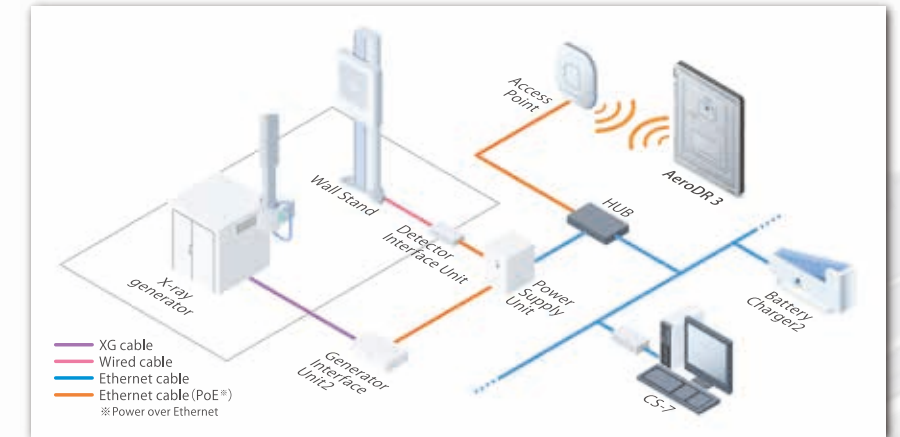 Access
Point
AeroDR 3
Wall Stand
HUB
Detector
Interface Unit
Power
Supply
Unit
Battery
Charger2
X-ray
generator
Generator
Interface
Unit2
CS-7
XG cable
Wired cable
Ethernet cable
Ethernet cable(PoE※)
※Power over Ethernet